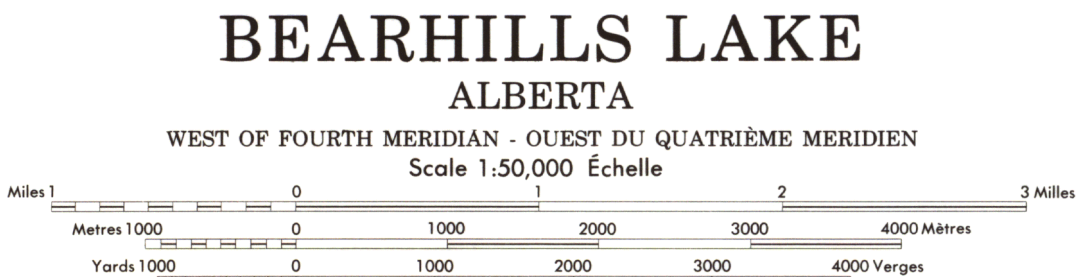 BEARHILLS LAKE
ALBERTA
WEST OF FOURTH MERIDIAN - OUEST DU QUATRIÈME MERIDIEN
Scale 1:50,000 Échelle
Miles 1 0 1 2 3 Milles
Metres 1000 0 1000 2000 3000 4000 Mètres
Yards 1000 0 1000 2000 3000 4000 Verges